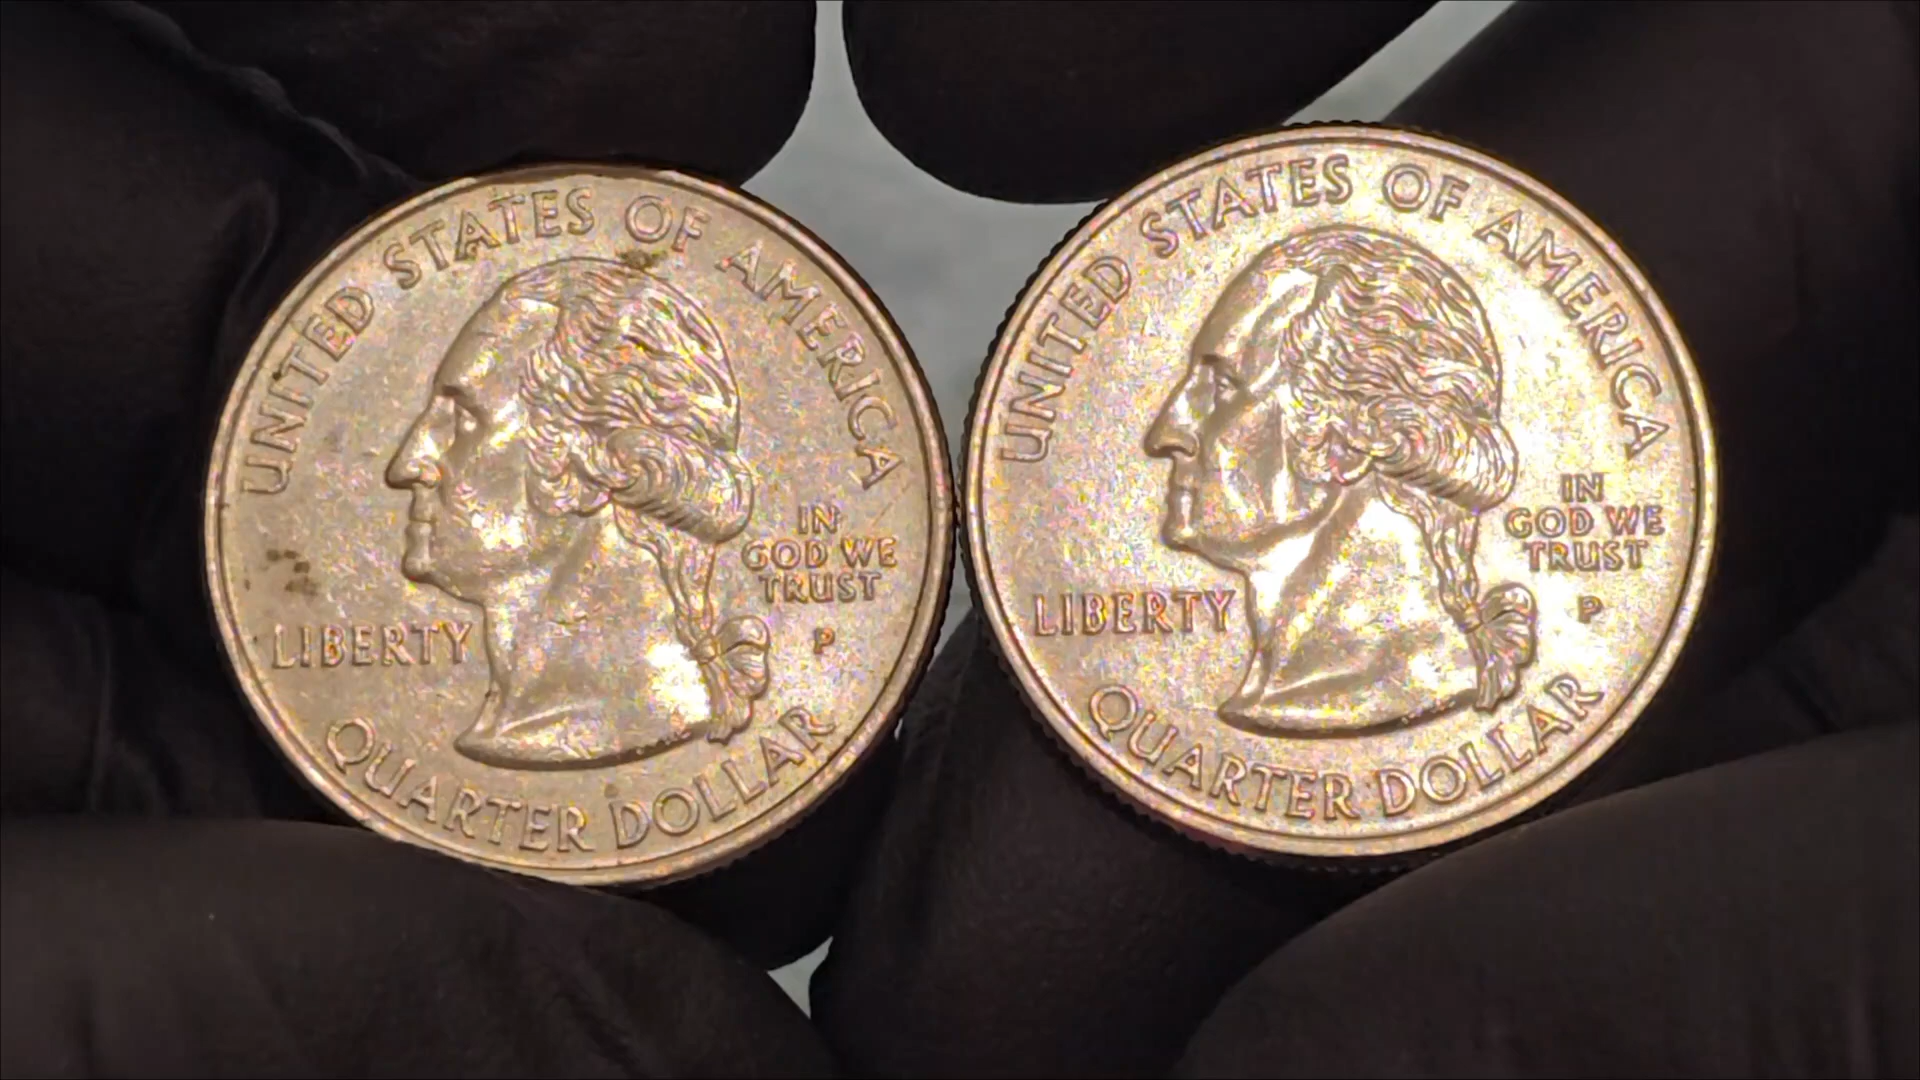 UNITED STATES OF AMERICA
IN
GOD WE
TRUST
LIBERTY
P
QUARTER DOLLAR
UNITED STATES OF AMERICA
IN
GOD WE
TRUST
LIBERTY
P
QUARTER DOLLAR